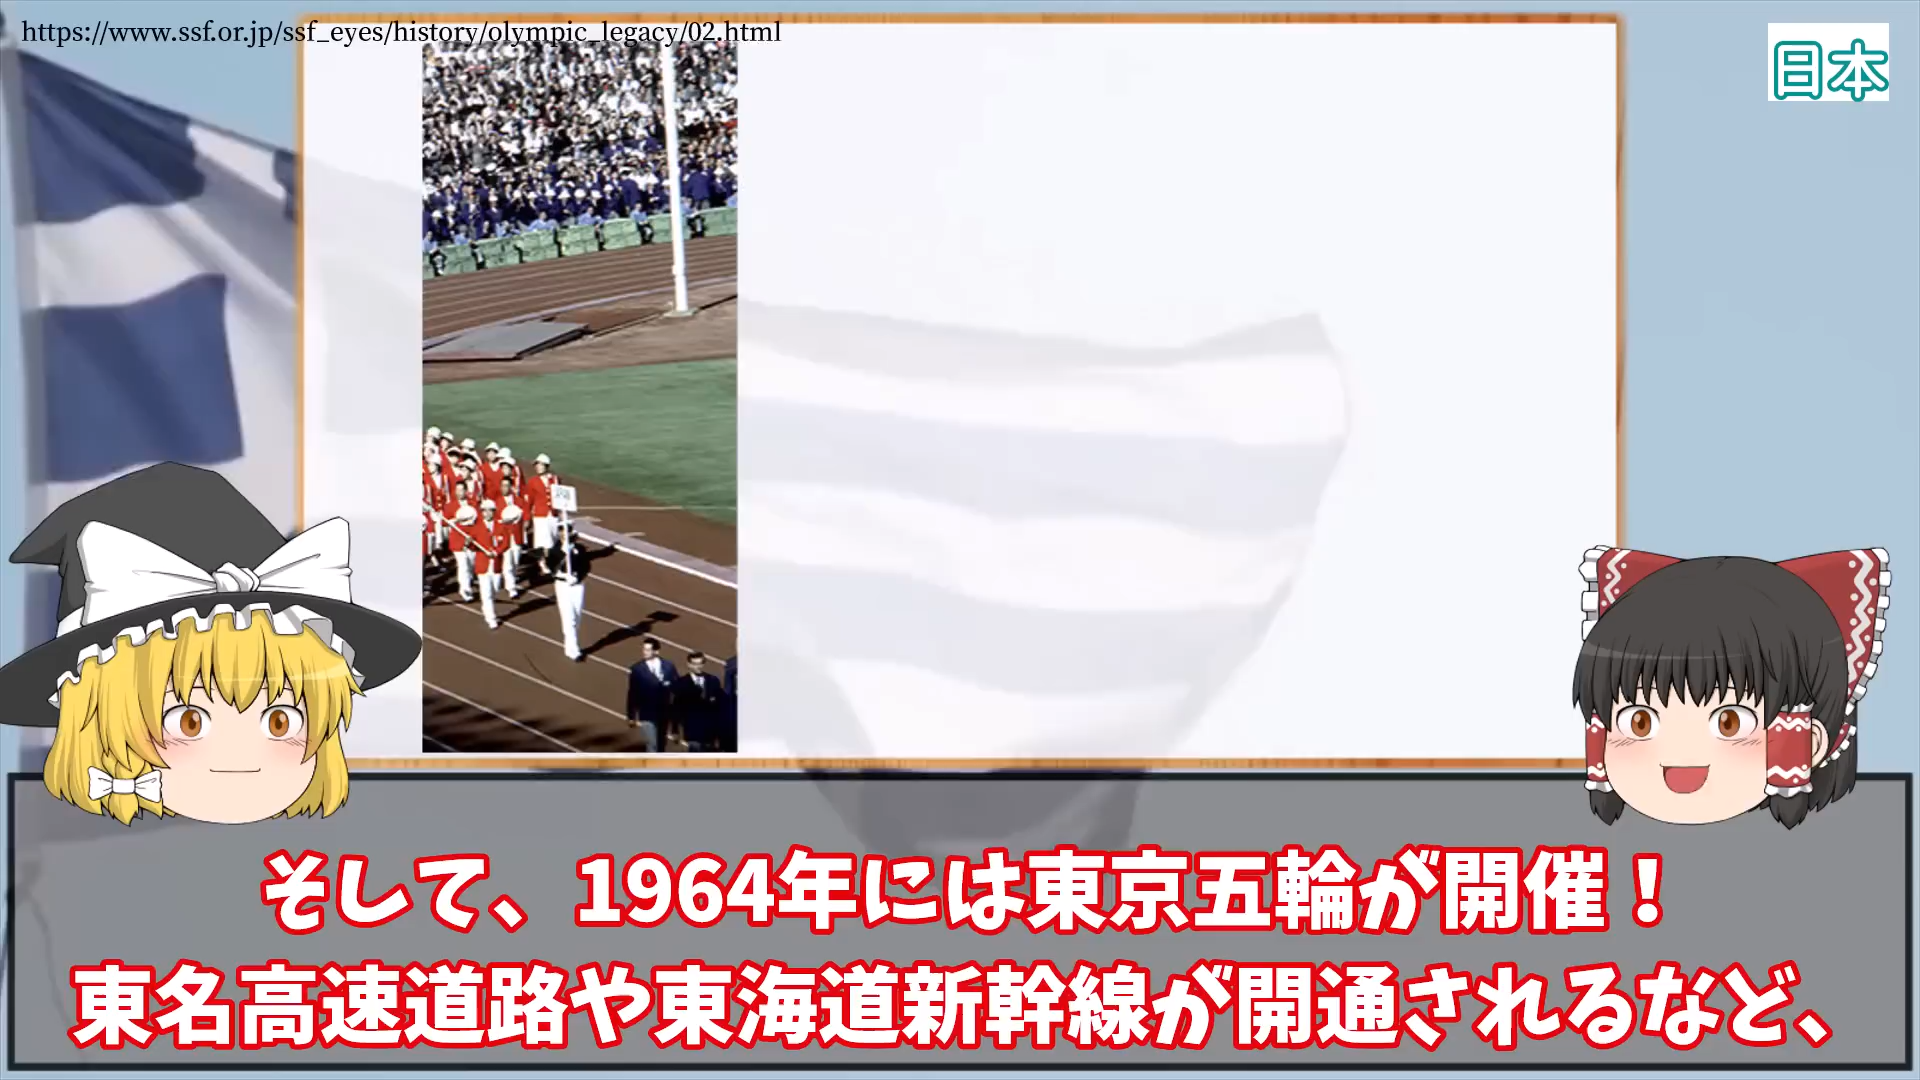 https://www.ssf.or.jp/ssf_eyes/history/olympic_legacy/02.html
日本
JAPAN
そして、1964年には東京五輪が開催！
東名高速道路や東海道新幹線が開通されるなど、